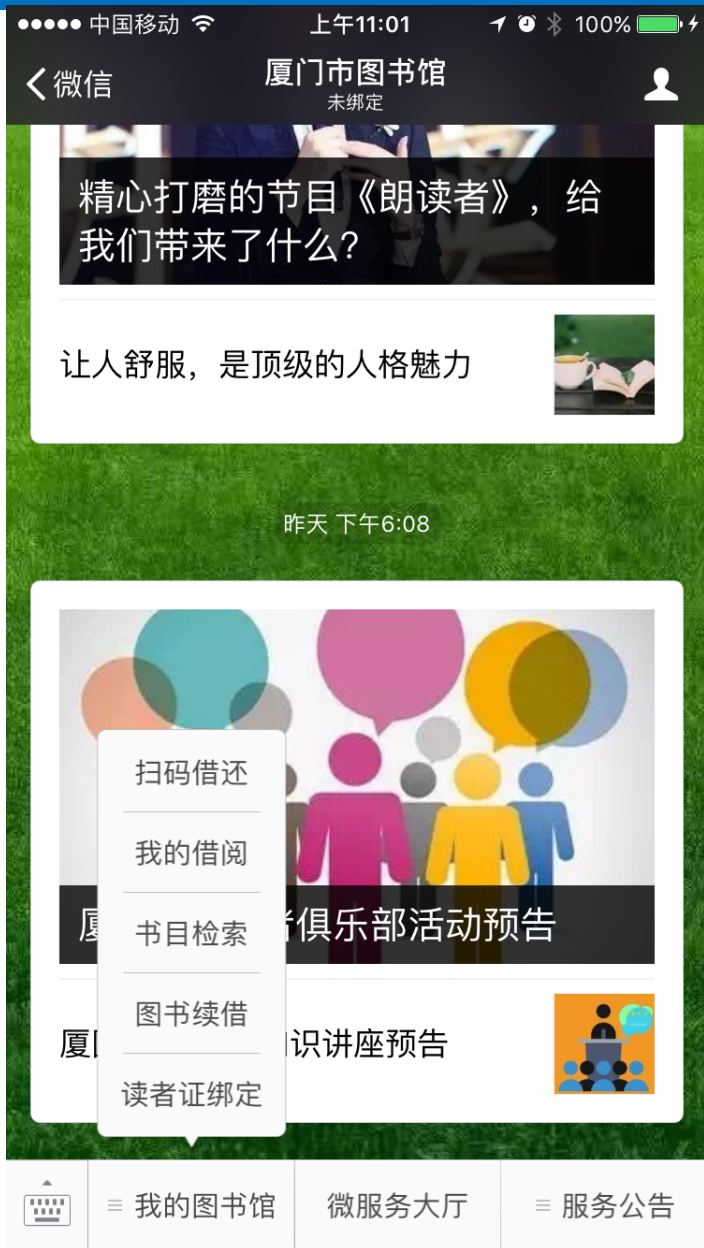 中国移动 上午11:01 100%
微信 厦门市图书馆
未绑定
精心打磨的节目《朗读者》，给
我们带来了什么？
让人舒服，是顶级的人格魅力
昨天 下午6:08
扫码借还
我的借阅
书目检索
图书续借
读者证绑定
俱乐部活动预告
识讲座预告
我的图书馆 微服务大厅 服务公告